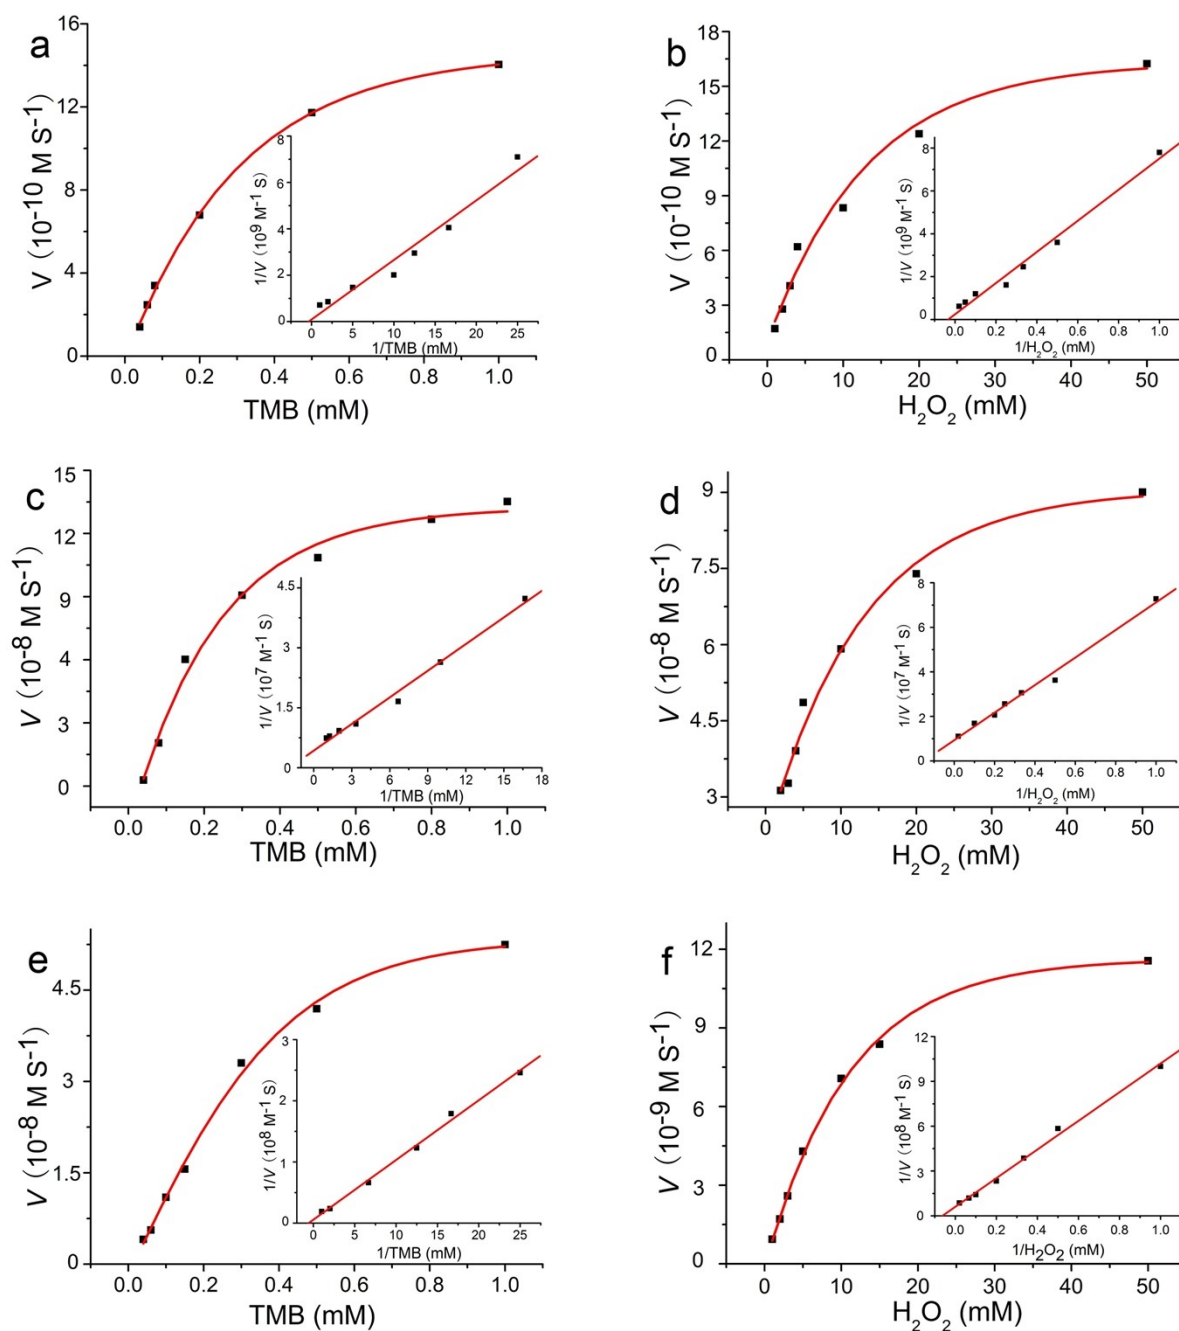 a
V (10-10 M S-1)
16
12
8
4
0
0.0 0.2 0.4 0.6 0.8 1.0
TMB (mM)
1/V (109 M-1 S)
8
6
4
2
0
0 5 10 15 20 25
1/TMB (mM)
b
V (10-10 M S-1)
18
15
12
9
6
3
0
0 10 20 30 40 50
H2O2 (mM)
1/V (109 M-1 S)
8
6
4
2
0
0.0 0.2 0.4 0.6 0.8 1.0
1/H2O2 (mM)
c
V (10-8 M S-1)
15
12
9
4
3
0
0.0 0.2 0.4 0.6 0.8 1.0
TMB (mM)
1/V (107 M-1 S)
4.5
3
1.5
0
0 3 6 9 12 15 18
1/TMB (mM)
d
V (10-8 M S-1)
9
7.5
6
4.5
3
0 10 20 30 40 50
H2O2 (mM)
1/V (107 M-1 S)
8
6
4
2
0
0.0 0.2 0.4 0.6 0.8 1.0
1/H2O2 (mM)
e
V (10-8 M S-1)
4.5
3
1.5
0
0.0 0.2 0.4 0.6 0.8 1.0
TMB (mM)
1/V (108 M-1 S)
3
2
1
0
0 5 10 15 20 25
1/TMB (mM)
f
V (10-9 M S-1)
12
9
6
3
0
0 10 20 30 40 50
H2O2 (mM)
1/V (108 M-1 S)
12
9
6
3
0
0.0 0.2 0.4 0.6 0.8 1.0
1/H2O2 (mM)